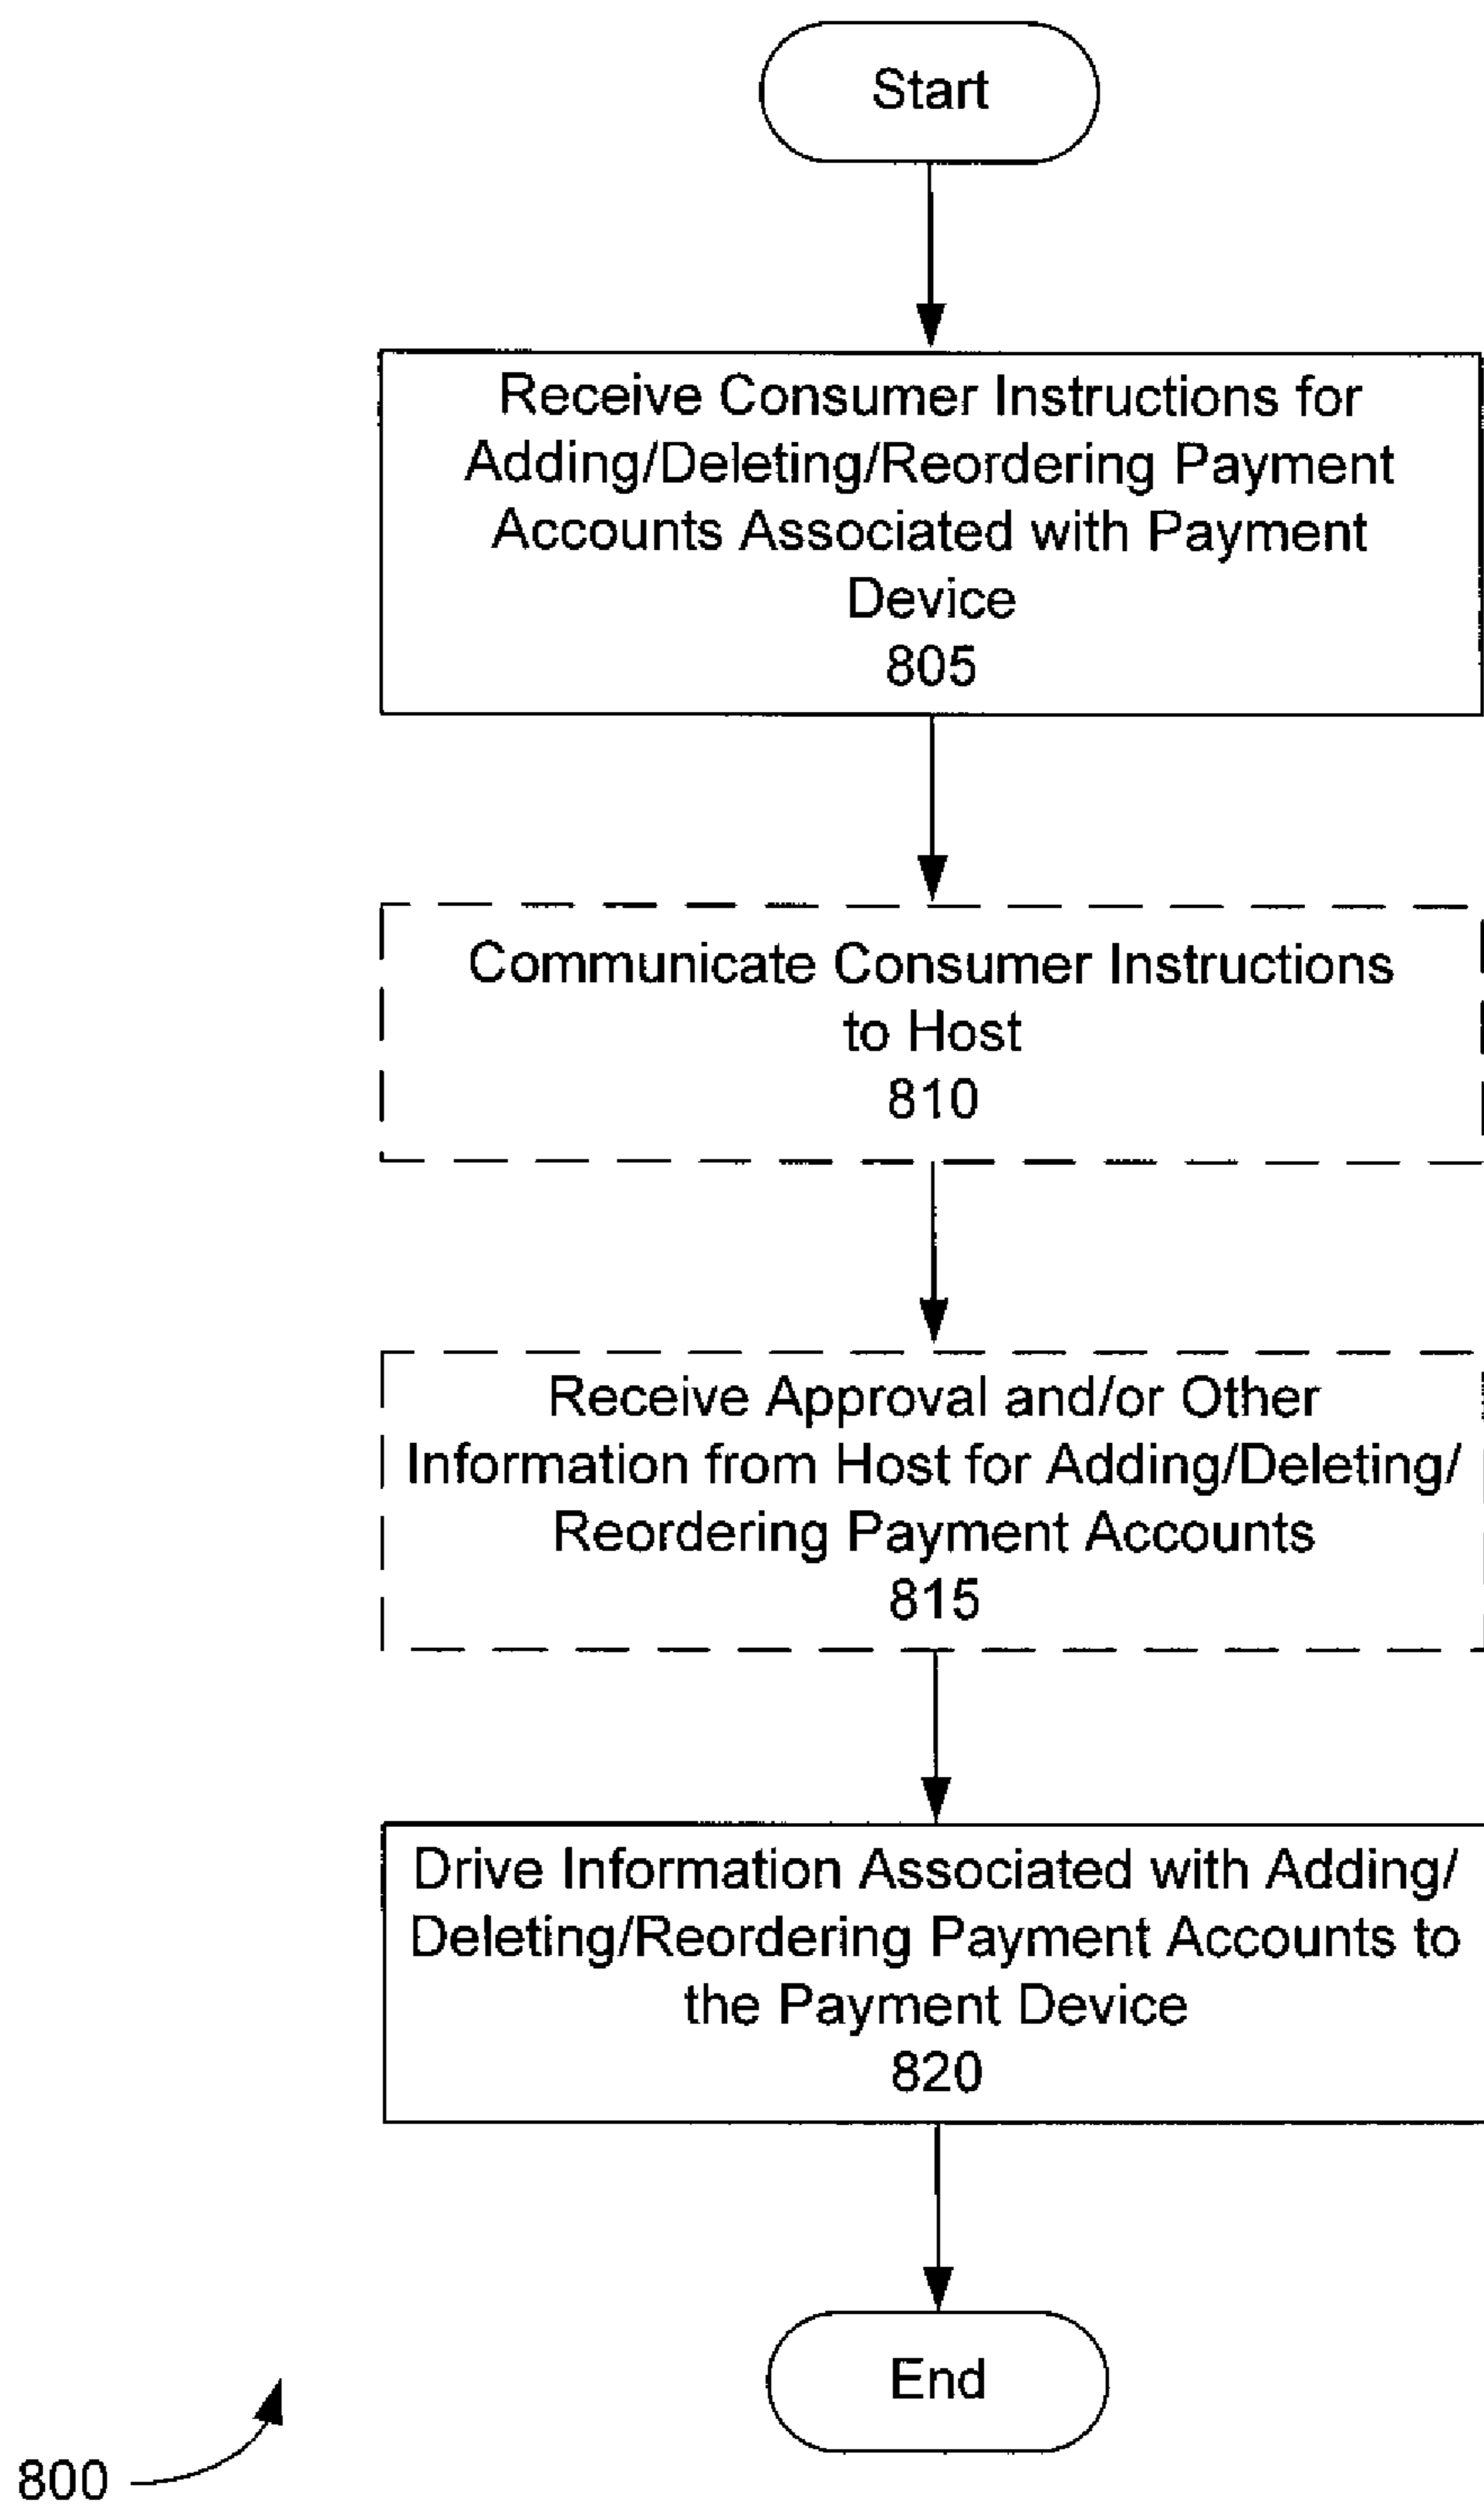 Start
Receive Consumer Instructions for
Adding/Deleting/Reordering Payment
Accounts Associated with Payment
Device
805
Communicate Consumer Instructions
to Host
810
Receive Approval and/or Other
Information from Host for Adding/Deleting/
Reordering Payment Accounts
815
Drive Information Associated with Adding/
Deleting/Reordering Payment Accounts to
the Payment Device
820
End
800